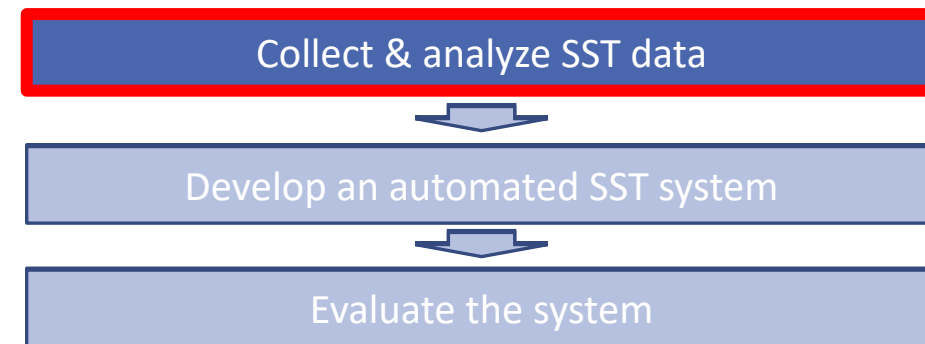 Collect & analyze SST data
Develop an automated SST system
Evaluate the system